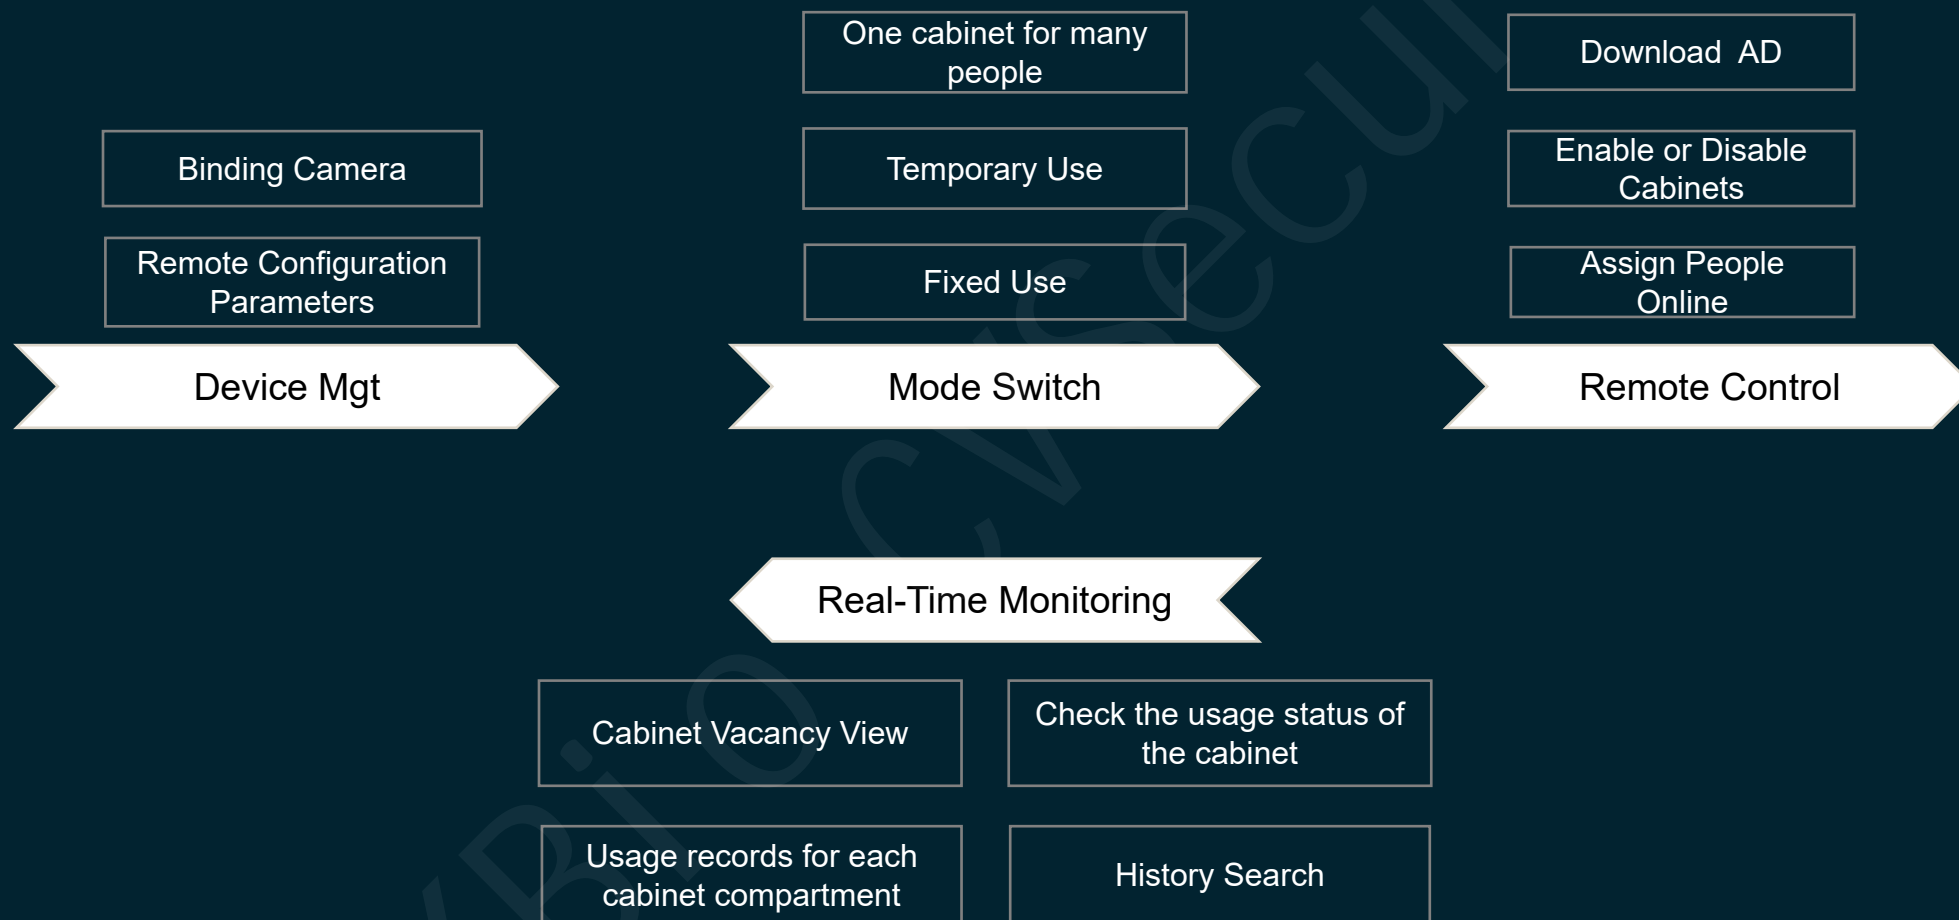 One cabinet for many
people
Download  AD
Binding Camera
Temporary Use
Enable or Disable
Cabinets
Remote Configuration
Parameters
Fixed Use
Assign People
Online
Device Mgt
Mode Switch
Remote Control
Real-Time Monitoring
Cabinet Vacancy View
Check the usage status of
the cabinet
Usage records for each
cabinet compartment
History Search